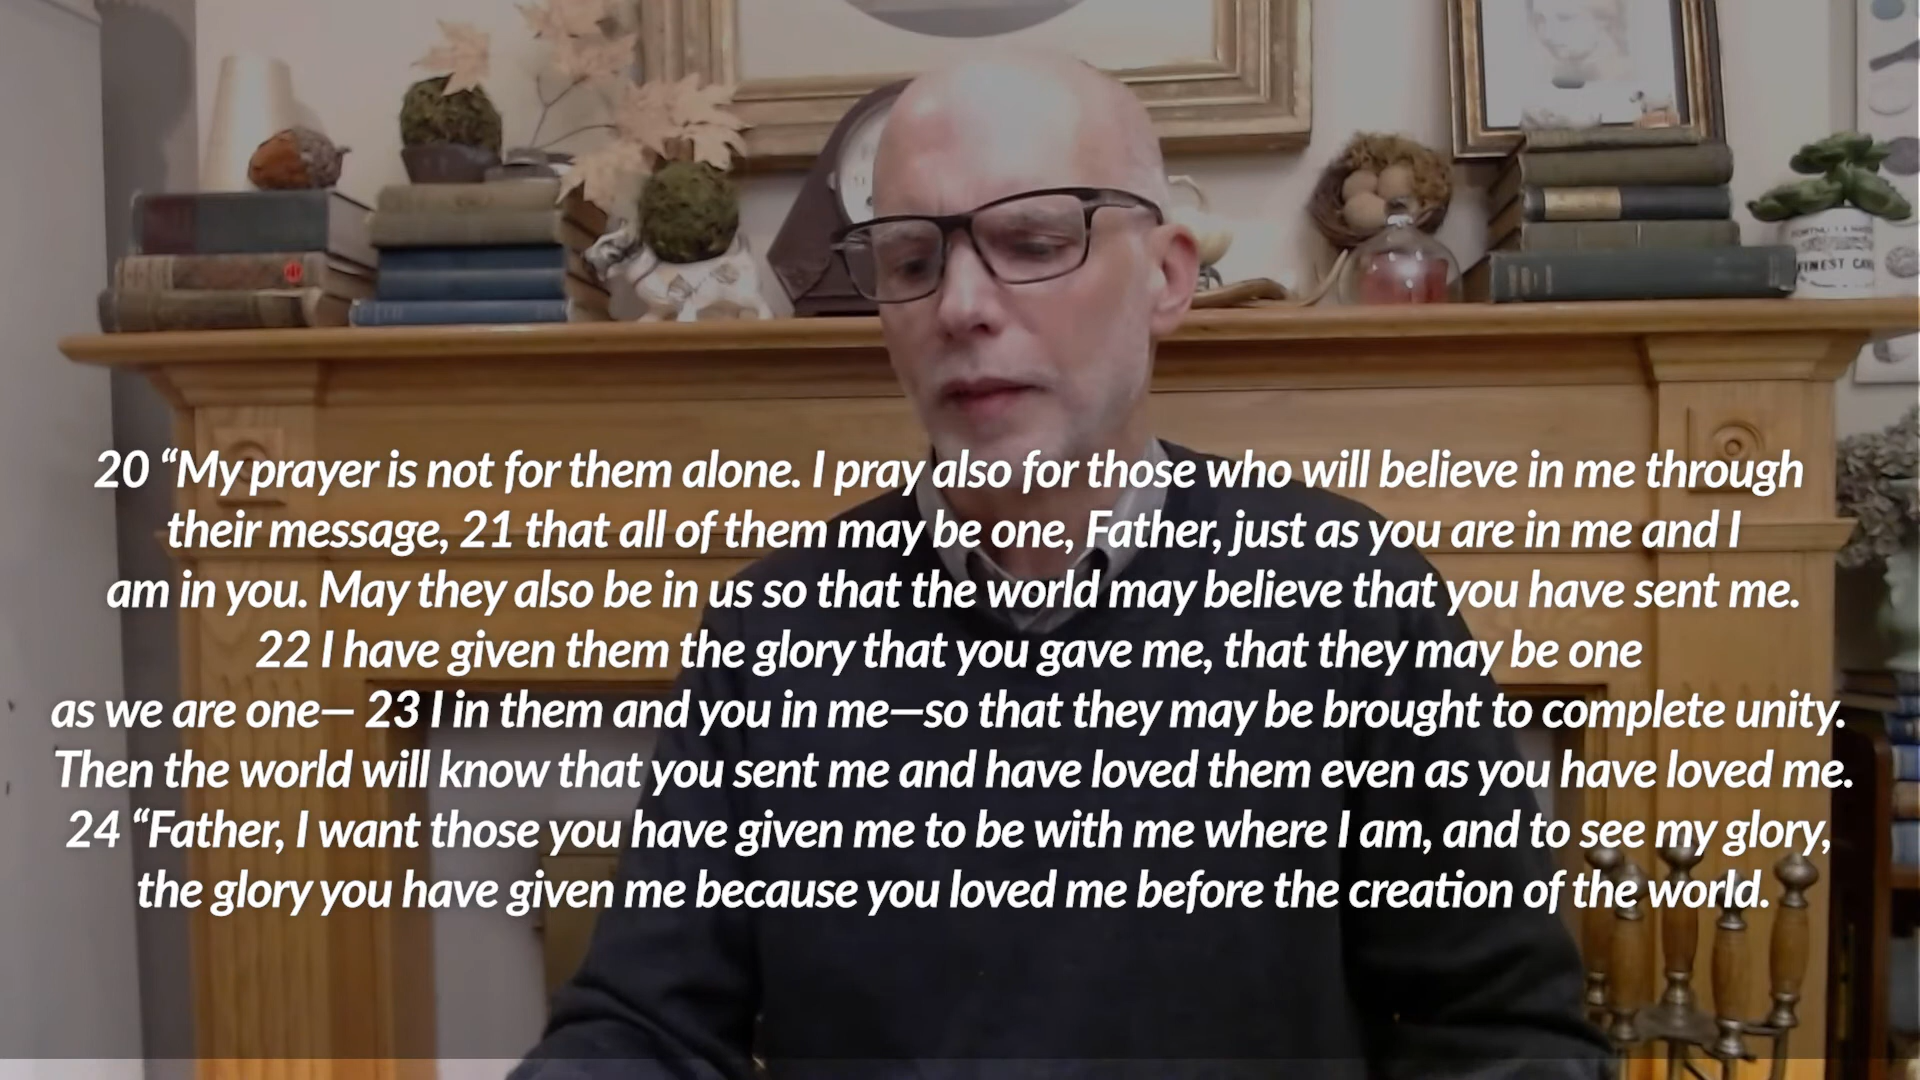 20 “My prayer is not for them alone. I pray also for those who will believe in me through
their message, 21 that all of them may be one, Father, just as you are in me and I
am in you. May they also be in us so that the world may believe that you have sent me.
22 I have given them the glory that you gave me, that they may be one
as we are one— 23 I in them and you in me—so that they may be brought to complete unity.
Then the world will know that you sent me and have loved them even as you have loved me.
24 “Father, I want those you have given me to be with me where I am, and to see my glory,
the glory you have given me because you loved me before the creation of the world.
FINEST